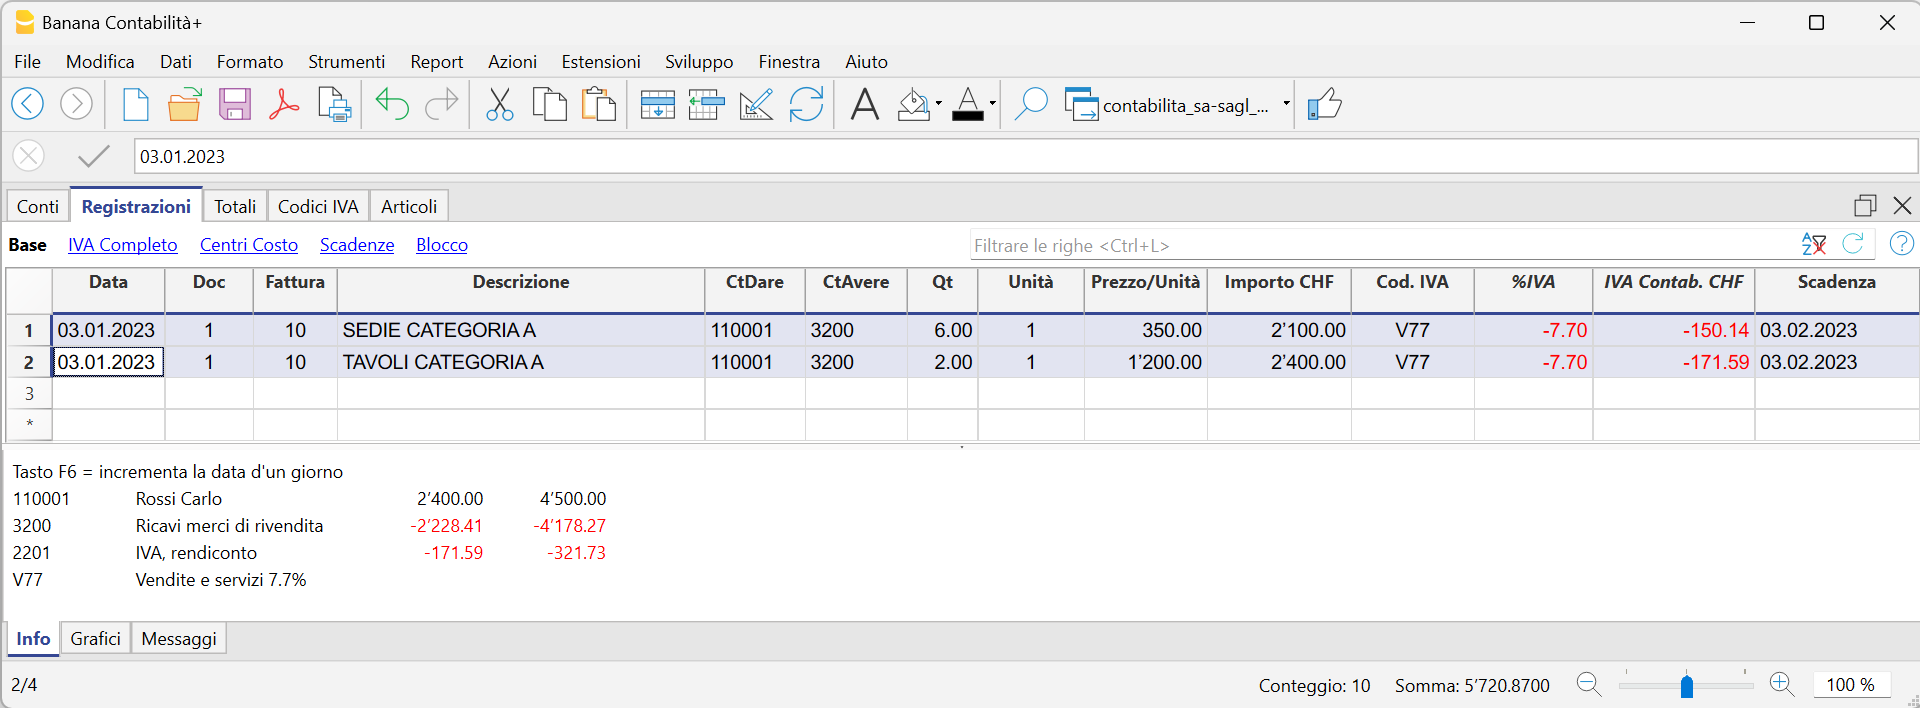 Banana Contabilità+
File Modifica Dati Formato Strumenti Report Azioni Estensioni Sviluppo Finestra Aiuto
contabilita_sa-sagl_...
03.01.2023
Conti Registrazioni Totali Codici IVA Articoli
Base IVA Completo Centri Costo Scadenze Blocco Filtrare le righe <Ctrl+L>
Data Doc Fattura Descrizione CtDare CtAvere Qt Unità Prezzo/Unità Importo CHF Cod. IVA %IVA IVA Contab. CHF Scadenza
1 03.01.2023 1 10 SEDIE CATEGORIA A 110001 3200 6.00 1 350.00 2’100.00 V77 -7.70 -150.14 03.02.2023
2 03.01.2023 1 10 TAVOLI CATEGORIA A 110001 3200 2.00 1 1’200.00 2’400.00 V77 -7.70 -171.59 03.02.2023
3
*
Tasto F6 = incrementa la data d'un giorno
110001 Rossi Carlo 2’400.00 4’500.00
3200 Ricavi merci di rivendita -2’228.41 -4’178.27
2201 IVA, rendiconto -171.59 -321.73
V77 Vendite e servizi 7.7%
Info Grafici Messaggi
2/4 Conteggio: 10 Somma: 5’720.8700 100 %